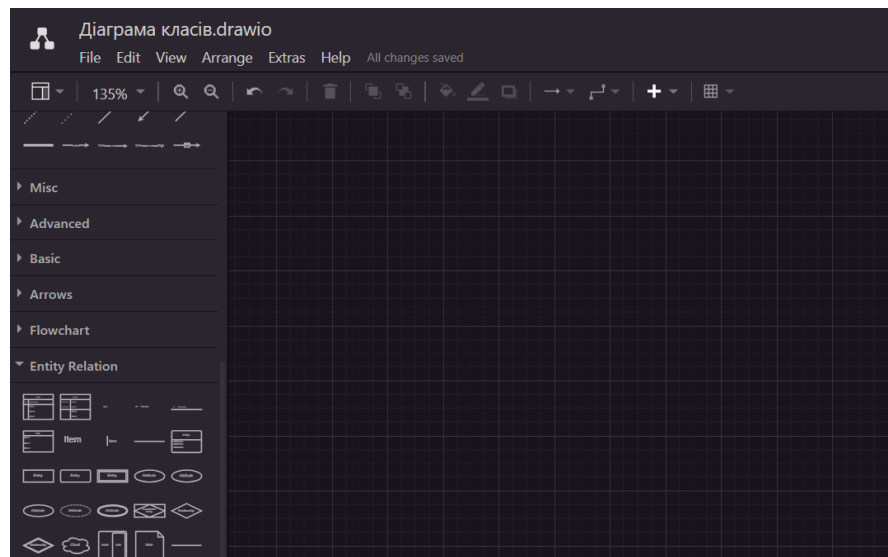 Діаграма класів.drawio
File Edit View Arrange Extras Help All changes saved
135%
Misc
Advanced
Basic
Arrows
Flowchart
Entity Relation
Item